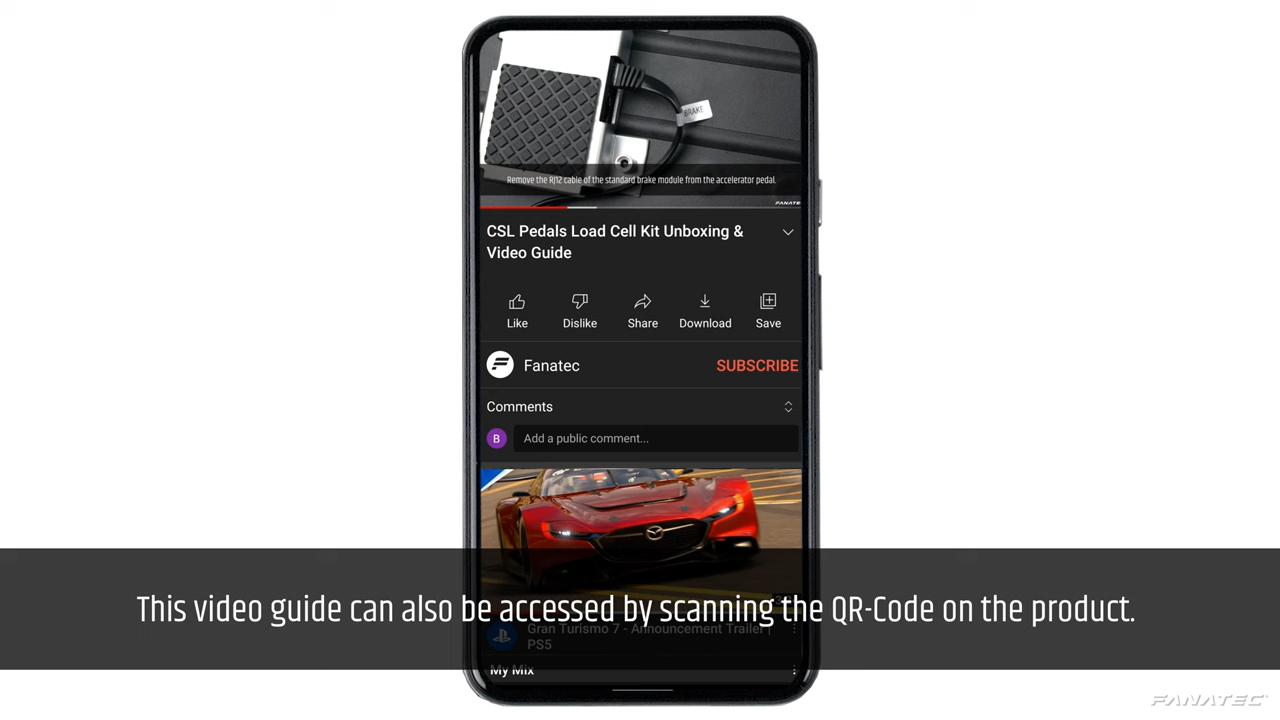 BRAKE
Remove the RJ12 cable of the standard brake module from the accelerator pedal.
FANATEC
CSL Pedals Load Cell Kit Unboxing &
Video Guide
Like
Dislike
Share
Download
Save
Fanatec
SUBSCRIBE
Comments
B
Add a public comment...
This video guide can also be accessed by scanning the QR-Code on the product.
Gran Turismo 7 - Announcement Trailer |
PS5
My Mix
FANATEC